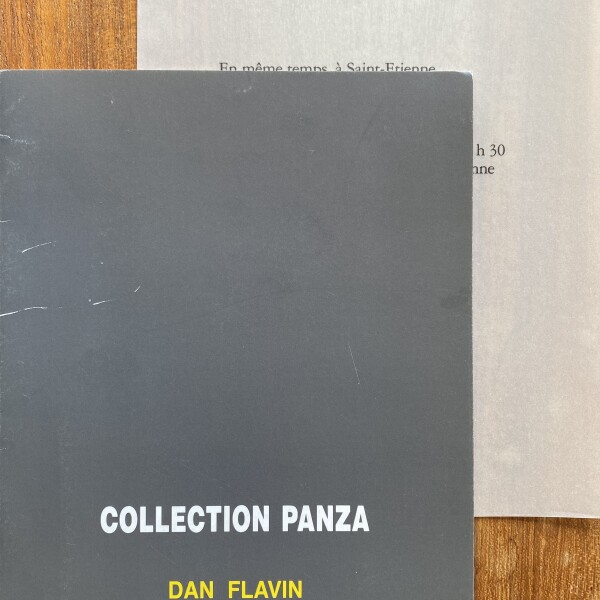 En même temps, à Saint-Etienne
h 30
nne
COLLECTION PANZA
DAN FLAVIN